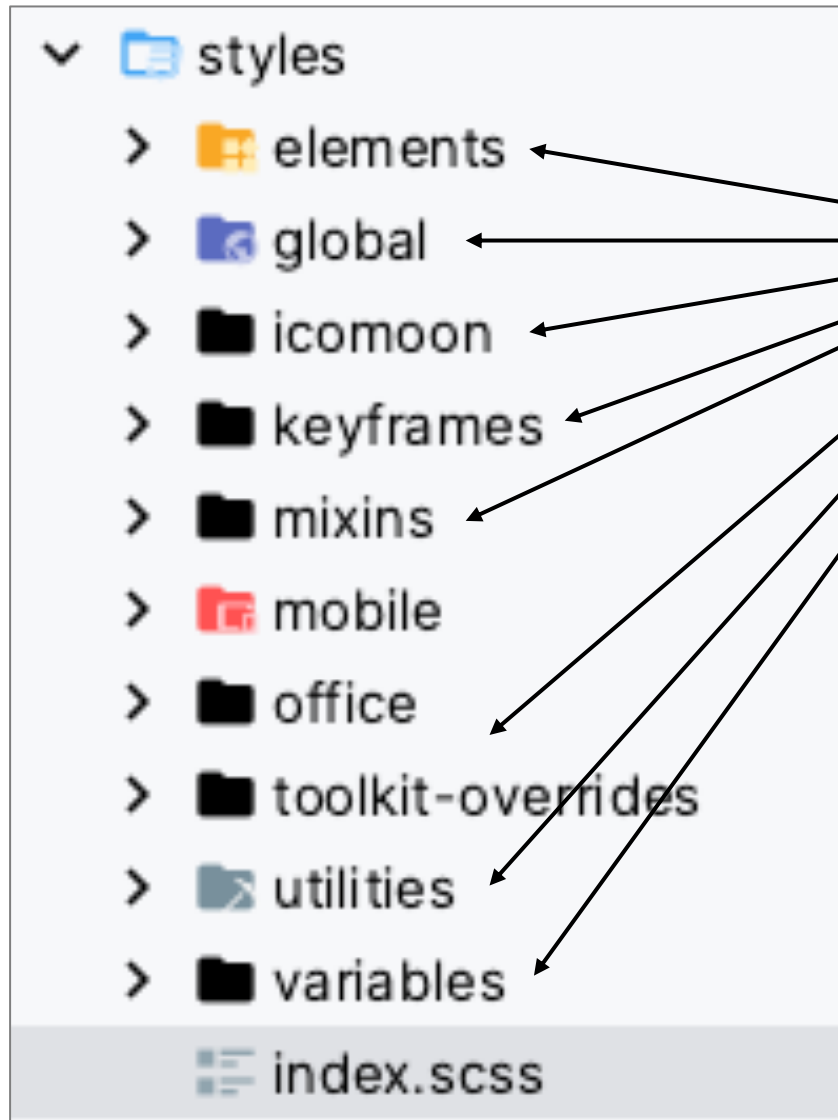 styles
elements
global
icomoon
keyframes
mixins
mobile
office
toolkit-overrides
utilities
variables
index.scss